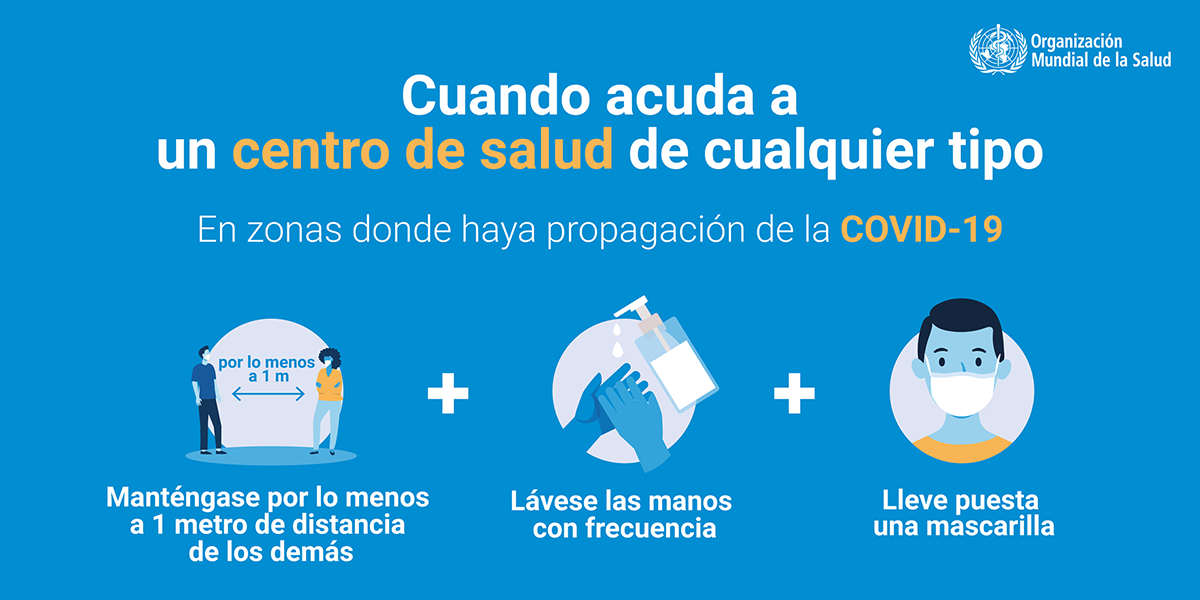 Organización
Mundial de la Salud
Cuando acuda a
un centro de salud de cualquier tipo
En zonas donde haya propagación de la COVID-19
por lo menos
a 1 m
Manténgase por lo menos
a 1 metro de distancia
de los demás
Lávese las manos
con frecuencia
Lleve puesta
una mascarilla